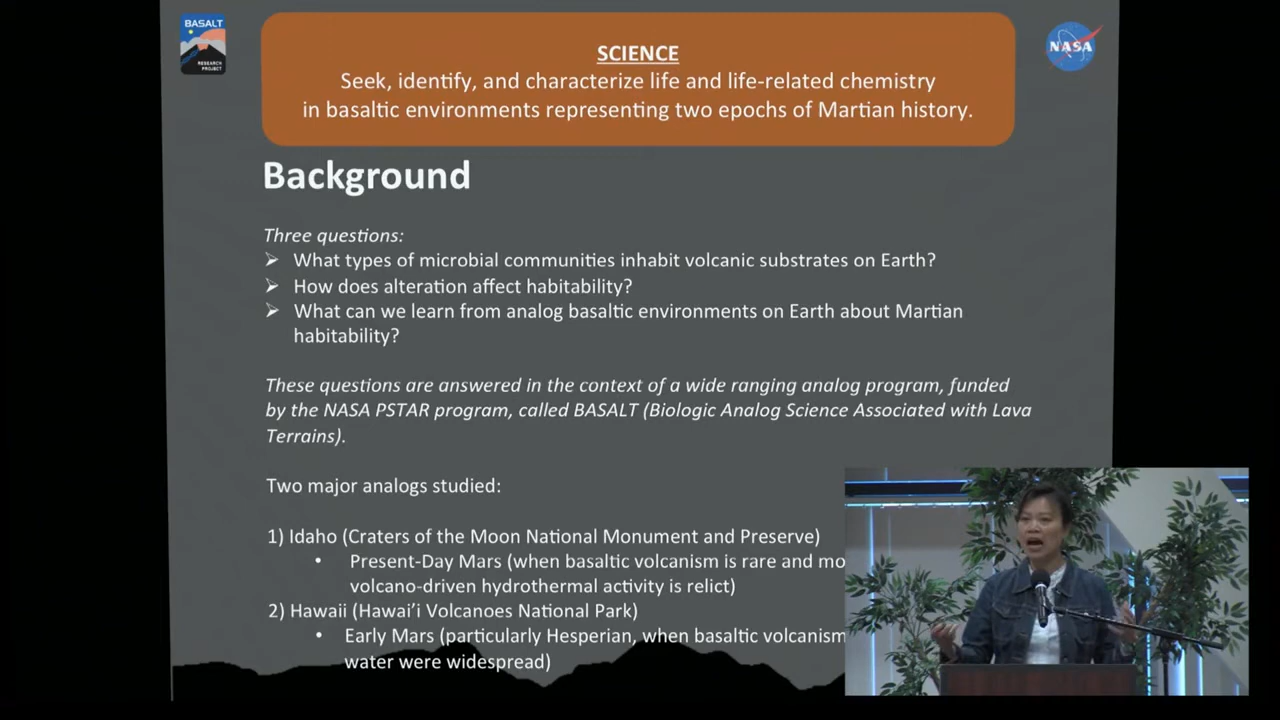 BASALT
RESEARCH
PROJECT
NASA
SCIENCE
Seek, identify, and characterize life and life-related chemistry
in basaltic environments representing two epochs of Martian history.
Background
Three questions:
What types of microbial communities inhabit volcanic substrates on Earth?
How does alteration affect habitability?
What can we learn from analog basaltic environments on Earth about Martian
habitability?
These questions are answered in the context of a wide ranging analog program, funded
by the NASA PSTAR program, called BASALT (Biologic Analog Science Associated with Lava
Terrains).
Two major analogs studied:
1) Idaho (Craters of the Moon National Monument and Preserve)
• Present-Day Mars (when basaltic volcanism is rare and
volcano-driven hydrothermal activity is relict)
2) Hawaii (Hawai’i Volcanoes National Park)
• Early Mars (particularly Hesperian, when basaltic volcanism
water were widespread)